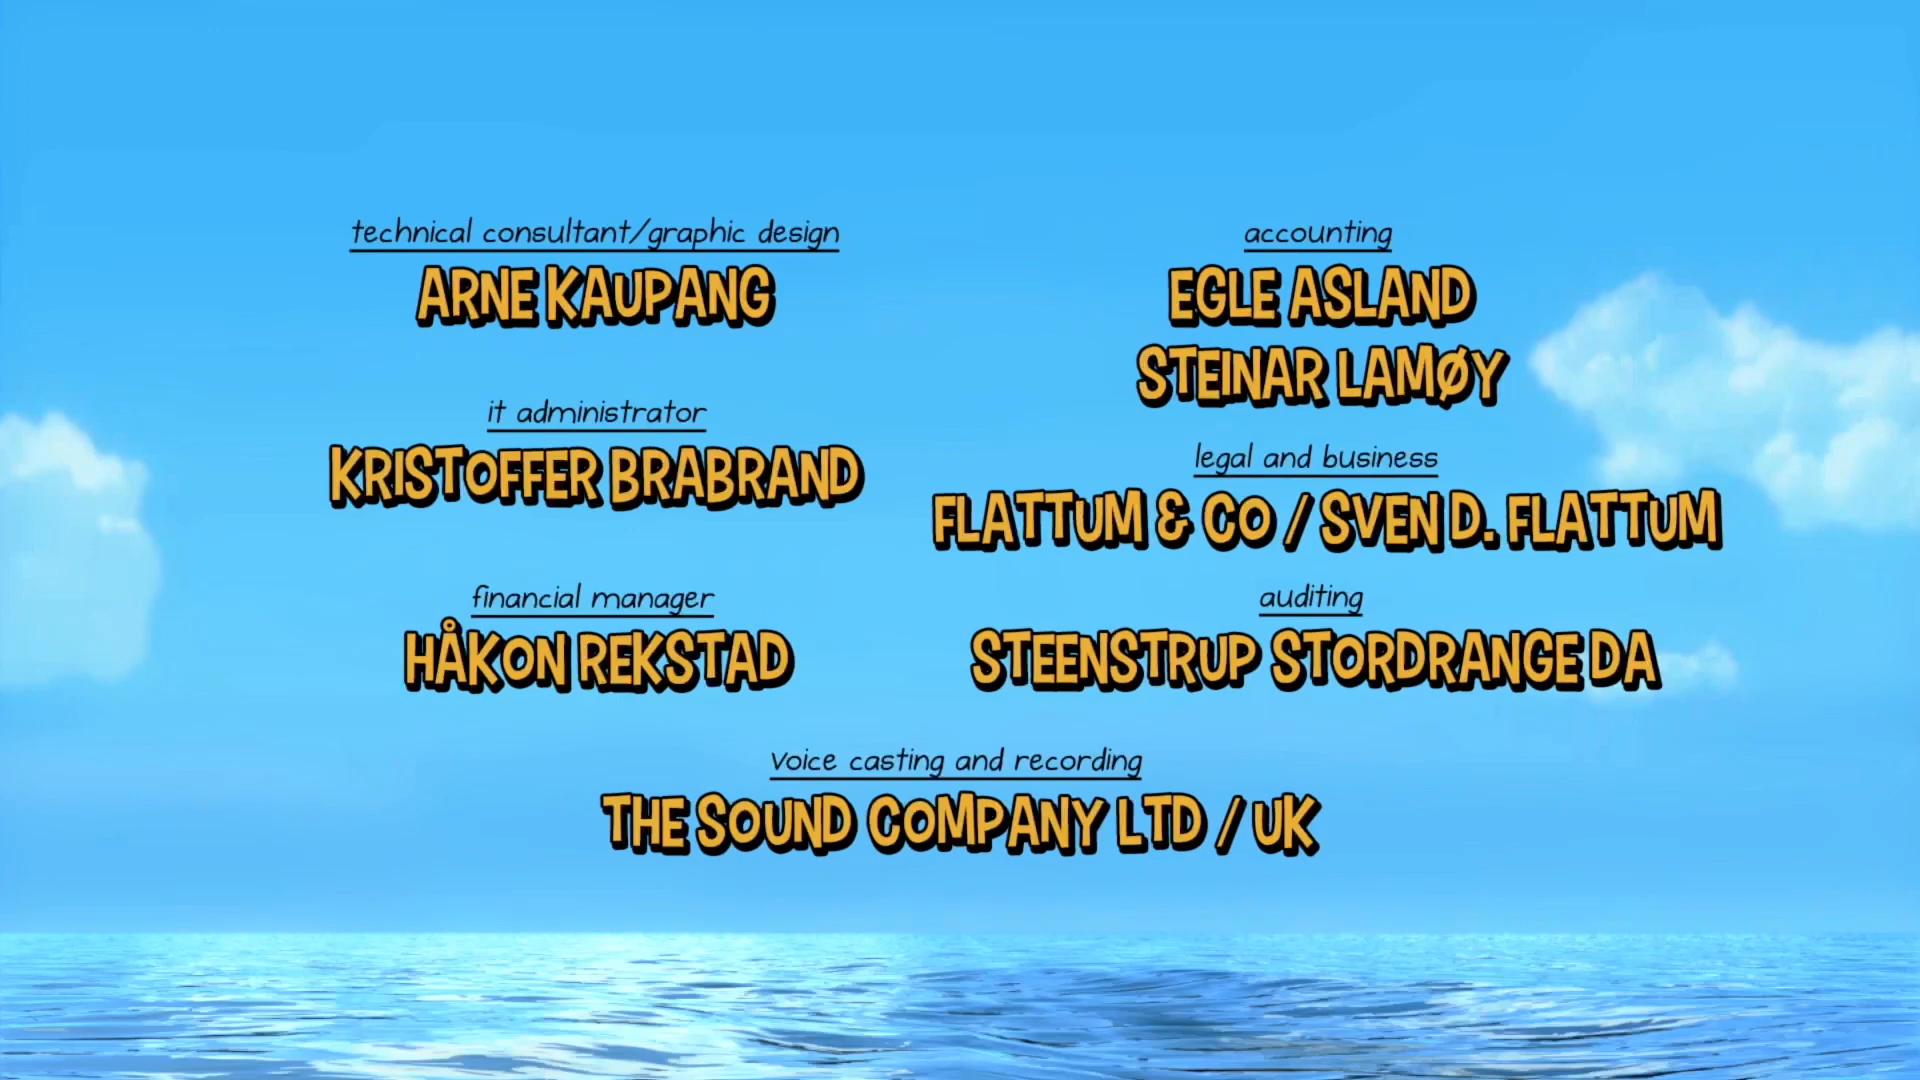 technical consultant/graphic design
ARNE KAUPANG
it administrator
KRISTOFFER BRABRAND
financial manager
HÅKON REKSTAD
accounting
EGLE ASLAND
STEINAR LAMØY
legal and business
FLATTUM & CO / SVEN D. FLATTUM
auditing
STEENSTRUP STORDRANGE DA
voice casting and recording
THE SOUND COMPANY LTD / UK